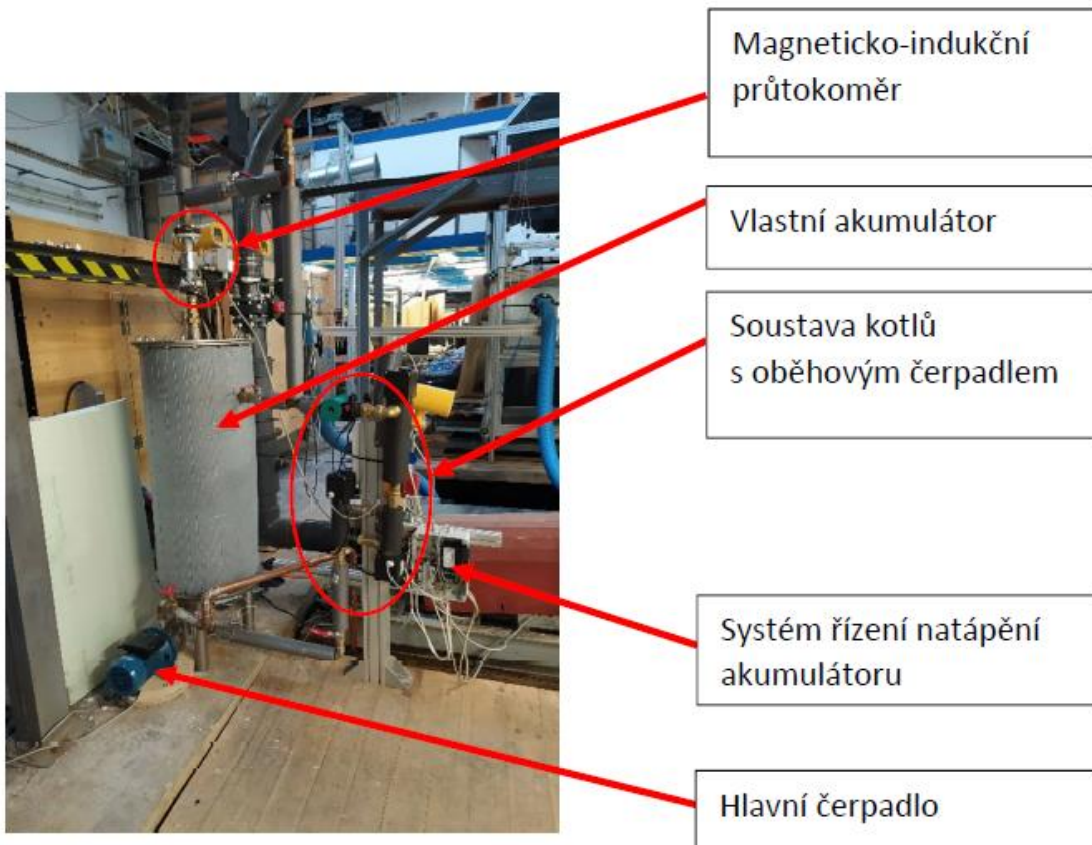 Magneticko-indukční
průtokoměr
Vlastní akumulátor
Soustava kotlů
s oběhovým čerpadlem
Systém řízení natápění
akumulátoru
Hlavní čerpadlo